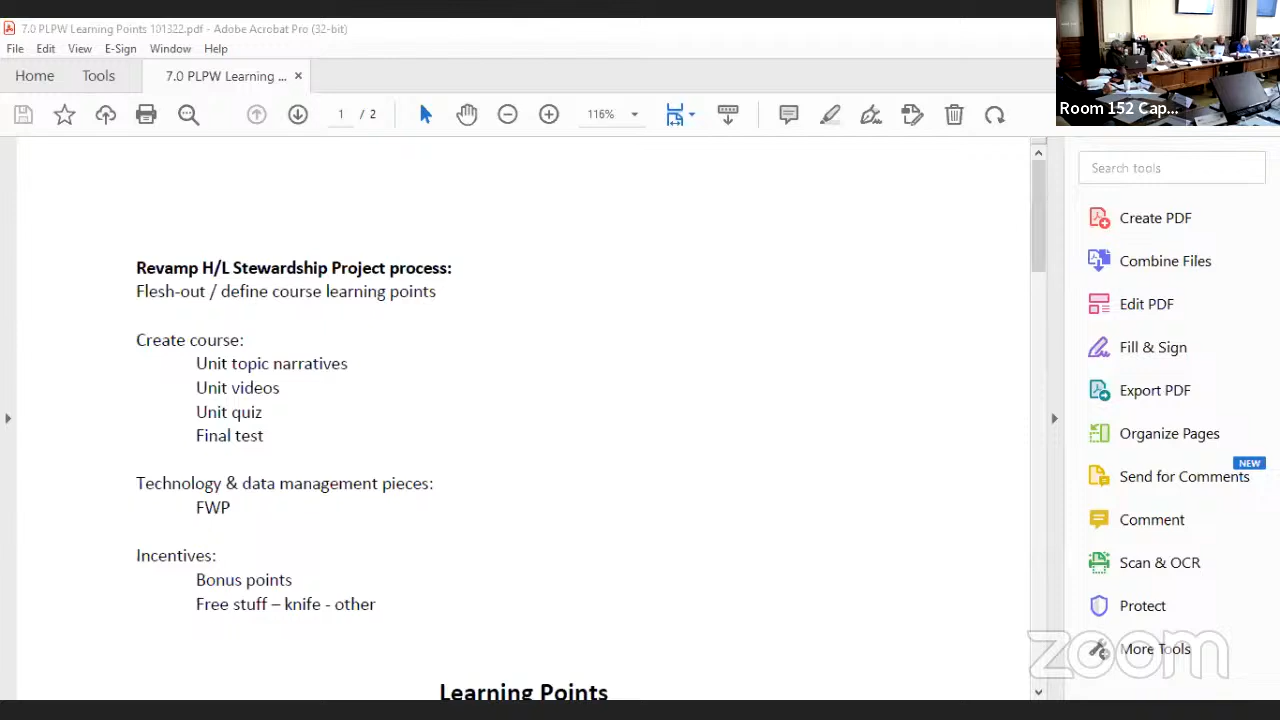 7.0 PLPW Learning Points 101322.pdf - Adobe Acrobat Pro (32-bit)
File Edit View E-Sign Window Help
Home Tools 7.0 PLPW Learning ... ×
1 / 2 116%
Room 152 Cap...
Search tools
Revamp H/L Stewardship Project process:
Flesh-out / define course learning points
Create course:
Unit topic narratives
Unit videos
Unit quiz
Final test
Technology & data management pieces:
FWP
Incentives:
Bonus points
Free stuff – knife - other
Learning Points
Create PDF
Combine Files
Edit PDF
Fill & Sign
Export PDF
Organize Pages
NEW
Send for Comments
Comment
Scan & OCR
Protect
More Tools
zoom